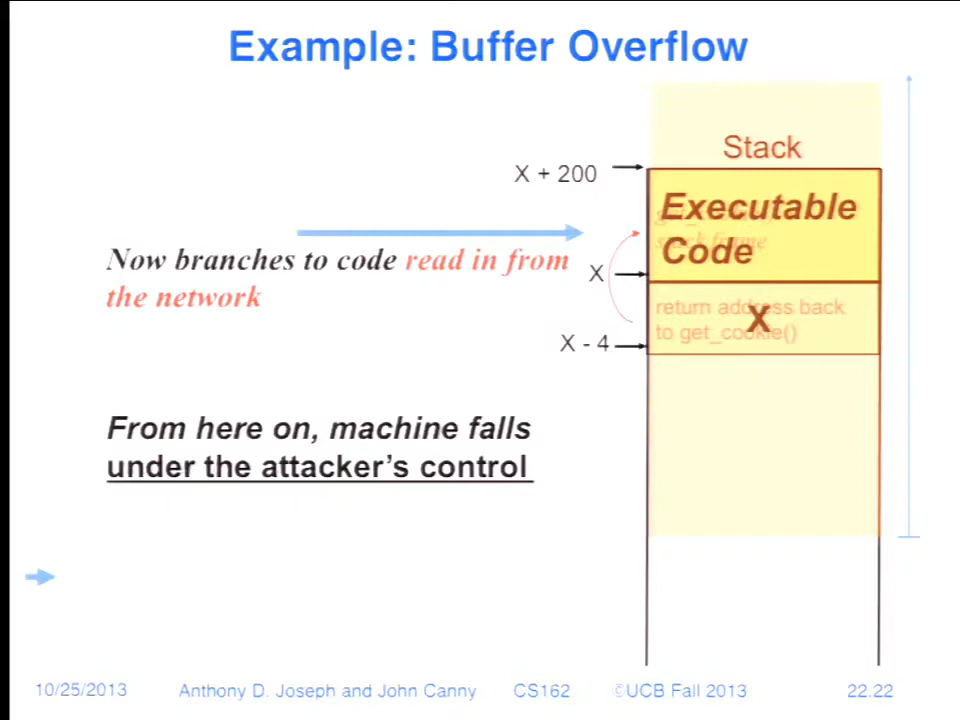 Example: Buffer Overflow
Stack
X + 200
Executable
Code
stack frame
Now branches to code read in from
the network
X
return address back
to get_cookie()
X
X - 4
From here on, machine falls
under the attacker’s control
10/25/2013 Anthony D. Joseph and John Canny CS162 ©UCB Fall 2013 22.22